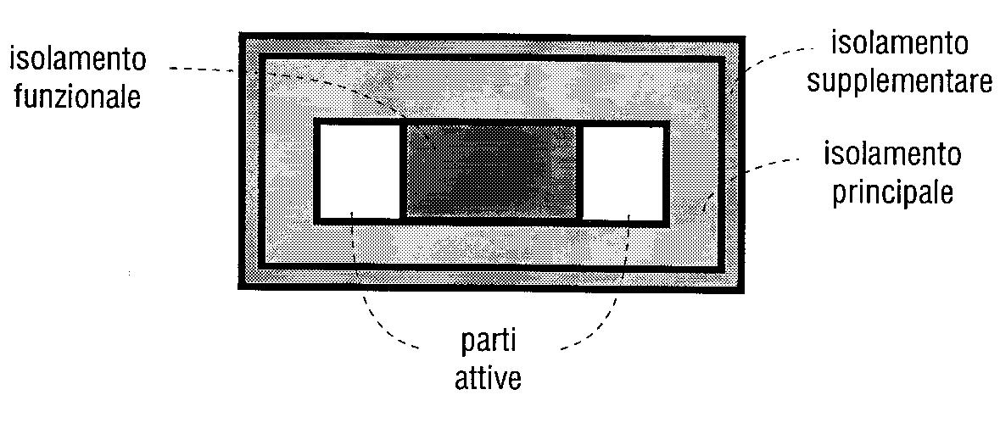 isolamento
funzionale
isolamento
supplementare
isolamento
principale
parti
attive